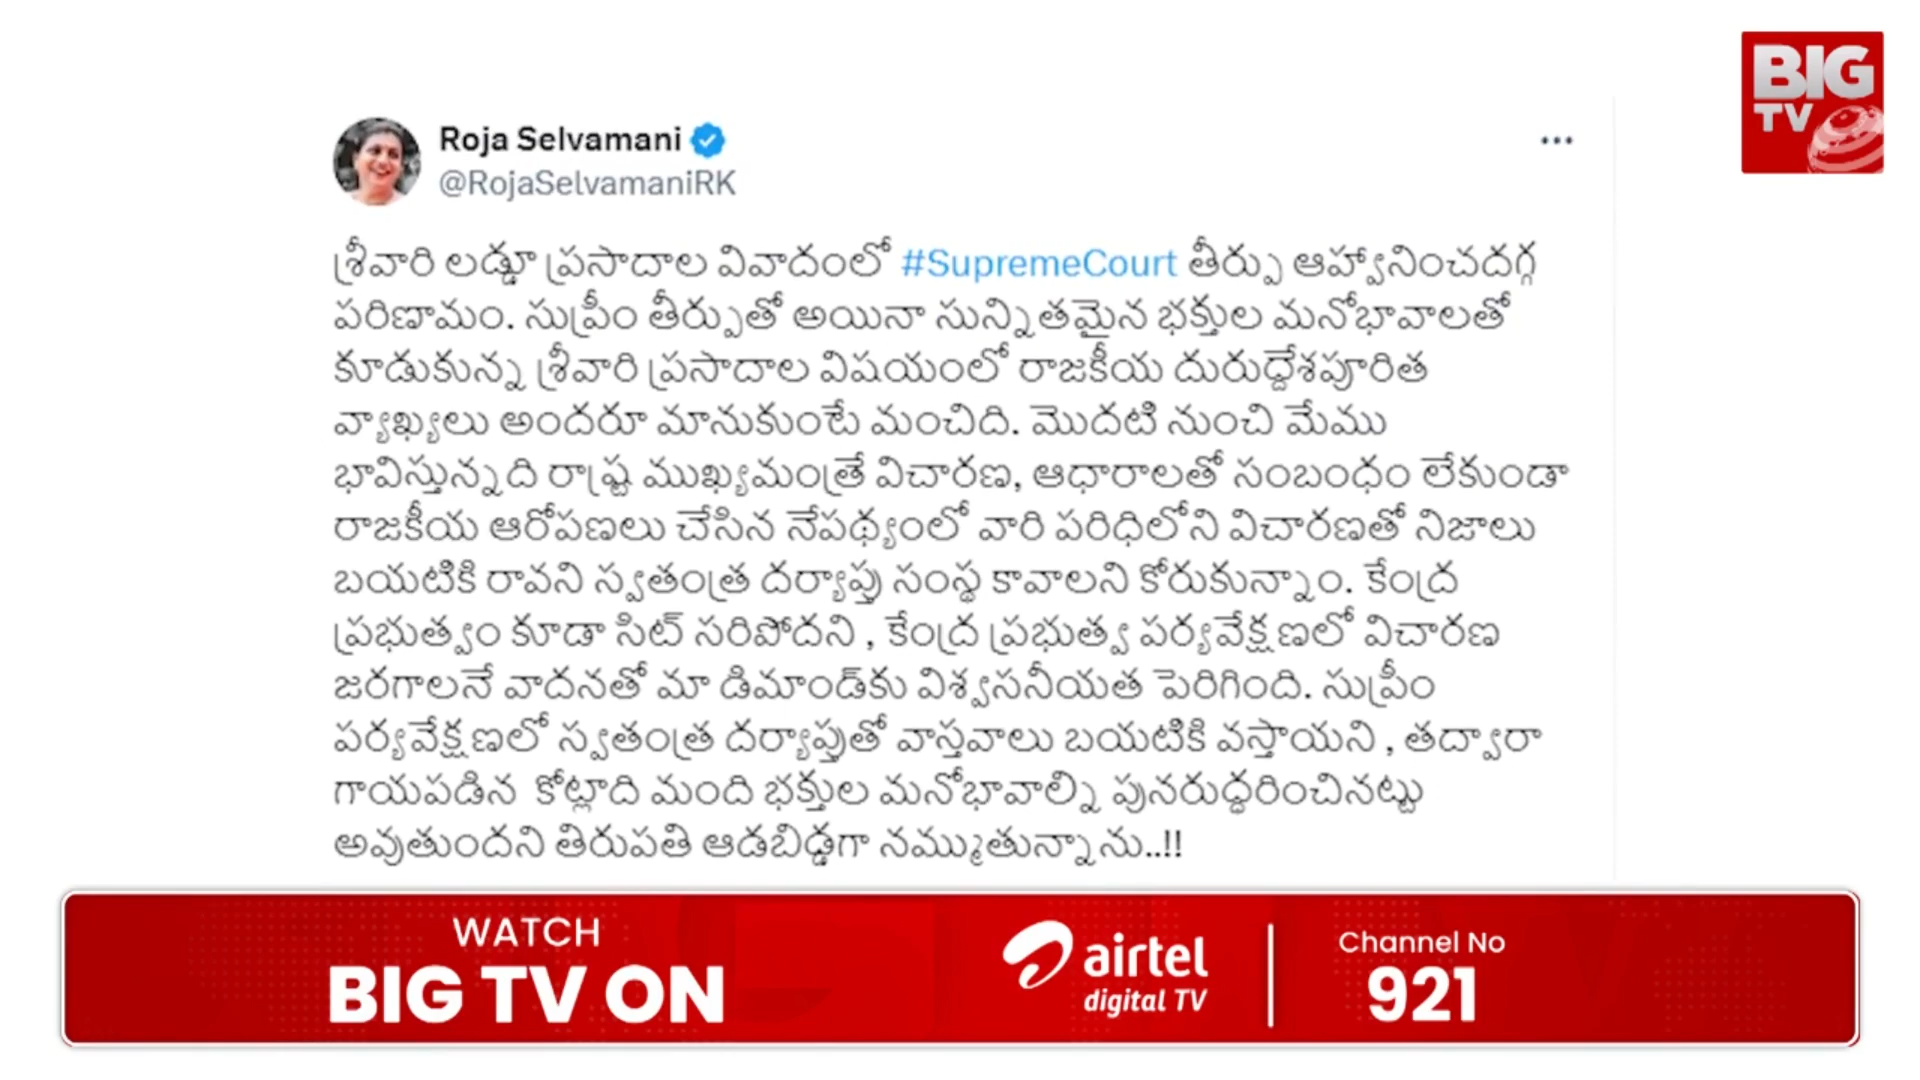 BIG
TV
Roja Selvamani
@RojaSelvamaniRK
శ్రీవారి లడ్డూ ప్రసాదాల వివాదంలో #SupremeCourt తీర్పు ఆహ్వానించదగ్గ
పరిణామం. సుప్రీం తీర్పుతో అయినా సున్నితమైన భక్తుల మనోభావాలతో
కూడుకున్న శ్రీవారి ప్రసాదాల విషయంలో రాజకీయ దురుద్దేశపూరిత
వ్యాఖ్యలు అందరూ మానుకుంటే మంచిది. మొదటి నుంచి మేము
భావిస్తున్నది రాష్ట్ర ముఖ్యమంత్రే విచారణ, ఆధారాలతో సంబంధం లేకుండా
రాజకీయ ఆరోపణలు చేసిన నేపథ్యంలో వారి పరిధిలోని విచారణతో నిజాలు
బయటికి రావని స్వతంత్ర దర్యాప్తు సంస్థ కావాలని కోరుకున్నాం. కేంద్ర
ప్రభుత్వం కూడా సిట్ సరిపోదని , కేంద్ర ప్రభుత్వ పర్యవేక్షణలో విచారణ
జరగాలనే వాదనతో మా డిమాండ్‌కు విశ్వసనీయత పెరిగింది. సుప్రీం
పర్యవేక్షణలో స్వతంత్ర దర్యాప్తుతో వాస్తవాలు బయటికి వస్తాయని , తద్వారా
గాయపడిన కోట్లాది మంది భక్తుల మనోభావాల్ని పునరుద్ధరించినట్టు
అవుతుందని తిరుపతి ఆడబిడ్డగా నమ్ముతున్నాను..!!
WATCH
BIG TV ON
airtel
digital TV
Channel No
921